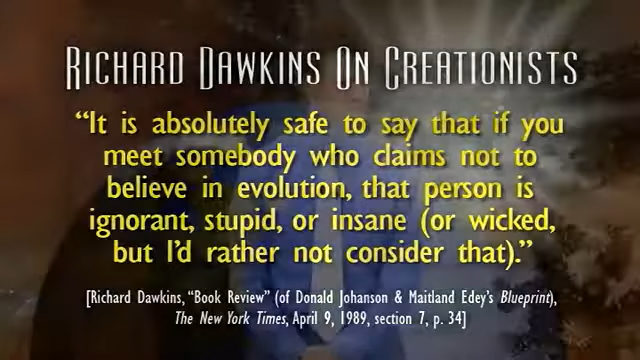 Richard Dawkins On Creationists
“It is absolutely safe to say that if you
meet somebody who claims not to
believe in evolution, that person is
ignorant, stupid, or insane (or wicked,
but I’d rather not consider that).”
[Richard Dawkins, “Book Review” (of Donald Johanson & Maitland Edey’s Blueprint),
The New York Times, April 9, 1989, section 7, p. 34]